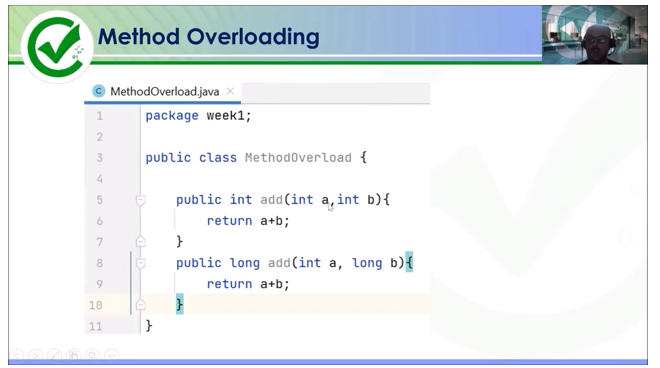 Method Overloading
MethodOverload.java
1 package week1;
2
3 public class MethodOverload {
4
5 public int add(int a,int b){
6 return a+b;
7 }
8 public long add(int a, long b){
9 return a+b;
10 }
11 }